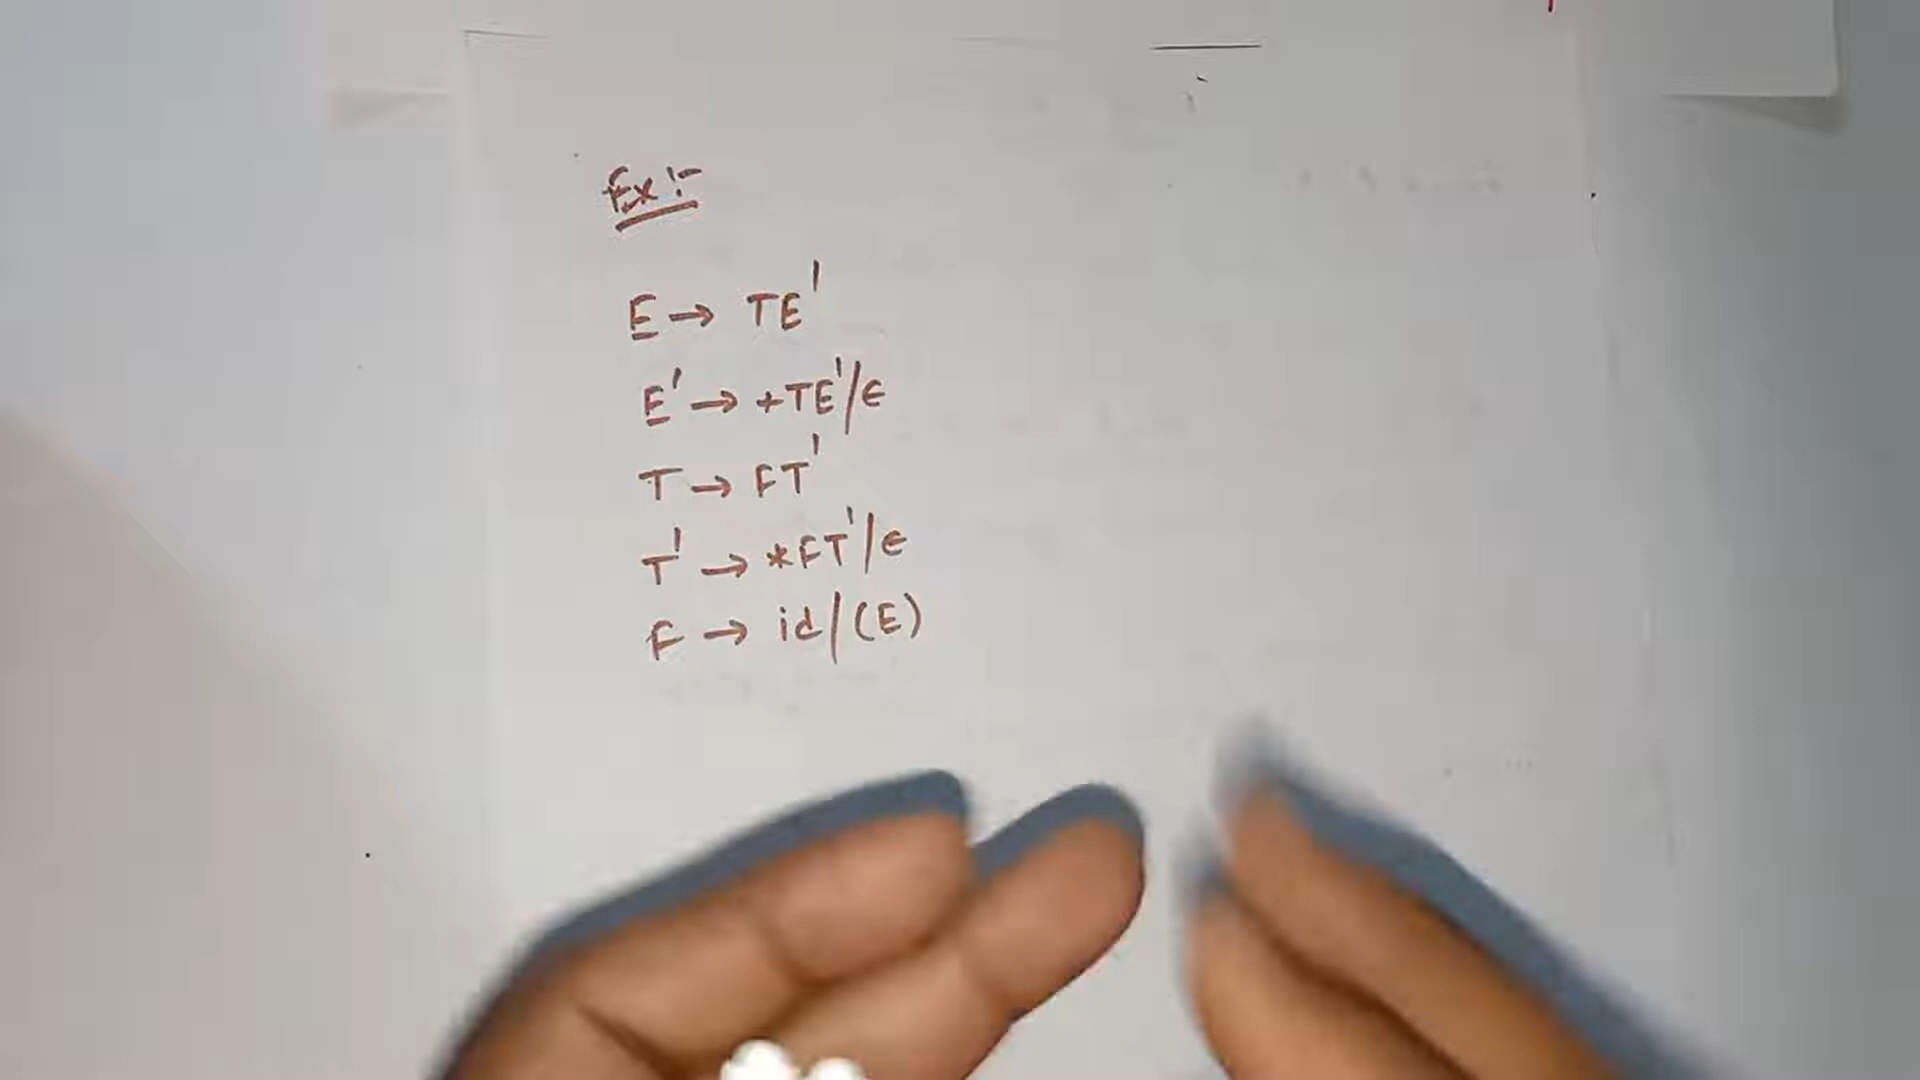 Ex:-
E → TE'
E' → +TE'/ε
T → FT'
T' → *FT'/ε
F → id/(E)